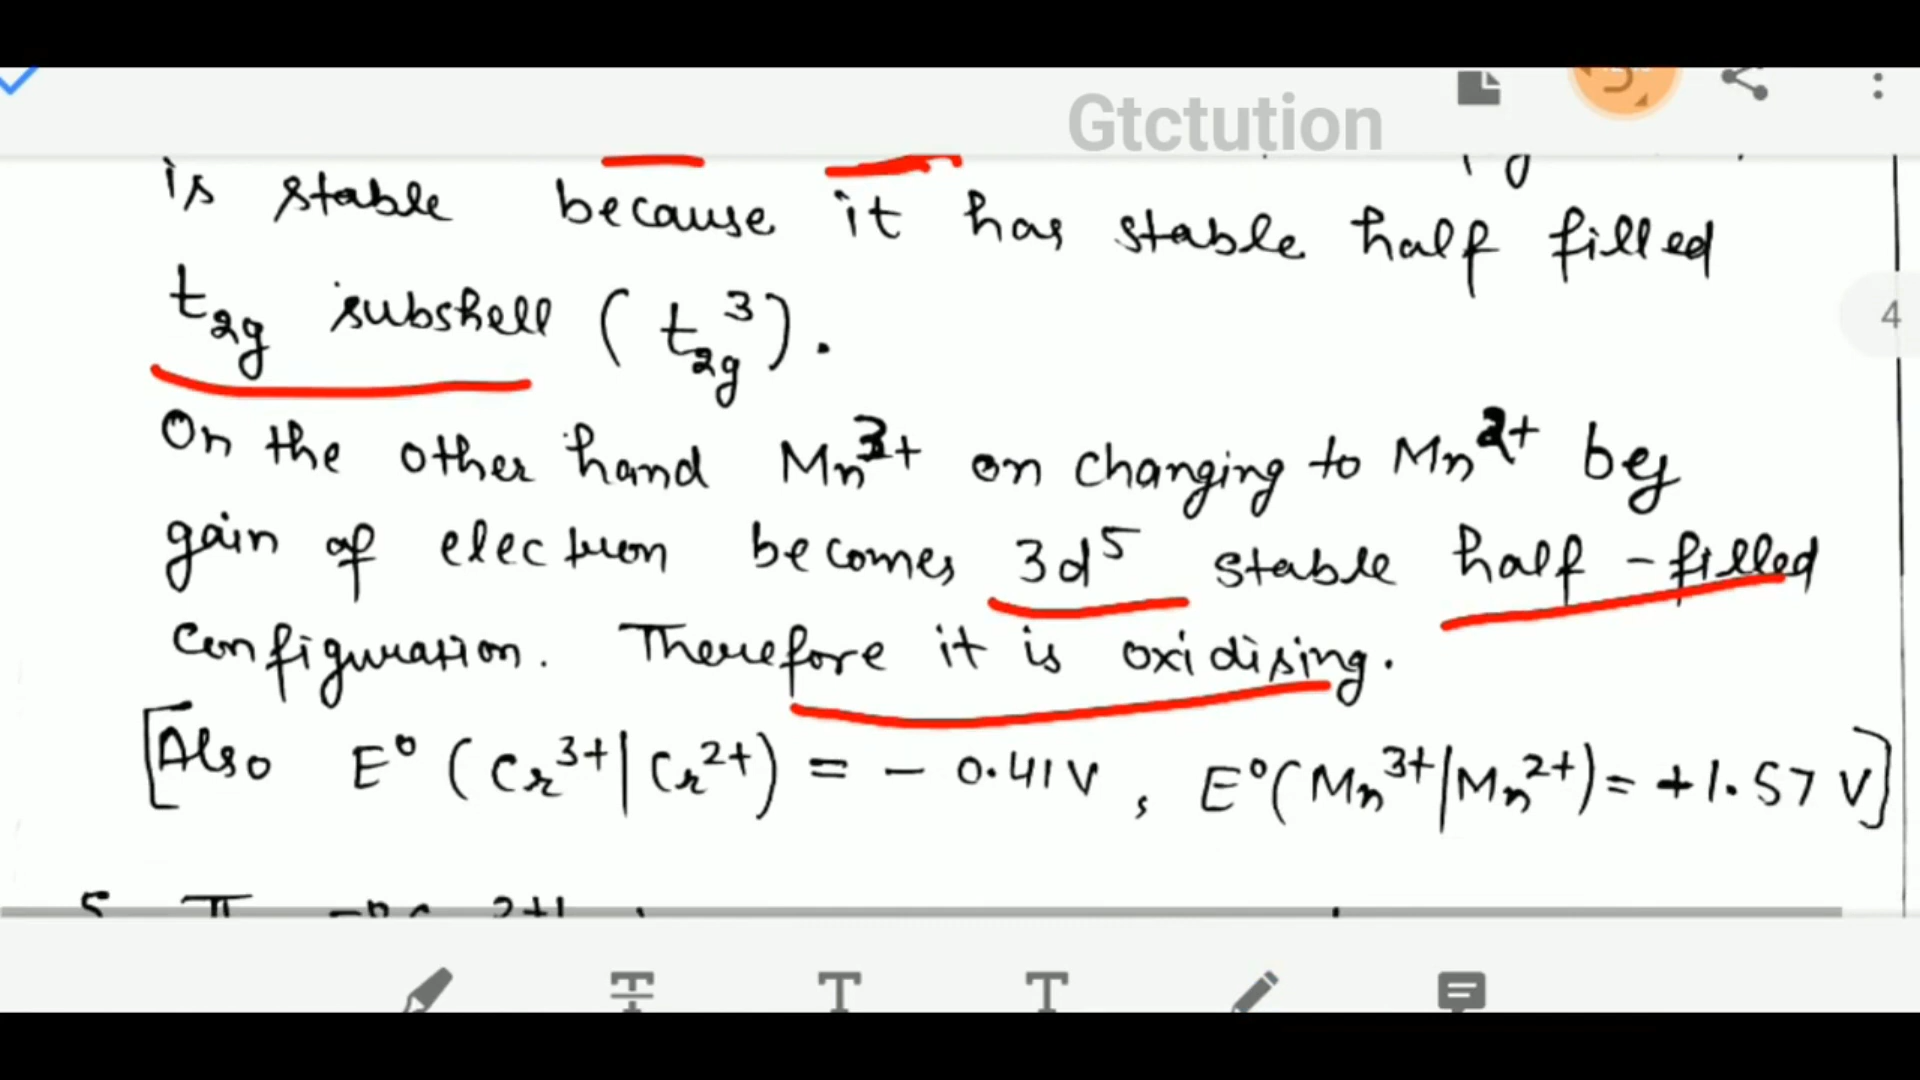 Gtctution
is stable because it has stable half filled
t2g subshell ( t2g³ ).
4
On the other hand Mn³⁺ on changing to Mn²⁺ by
gain of electron becomes 3d⁵ stable half-filled
configuration. Therefore it is oxidising.
[Also E° ( Cr³⁺|Cr²⁺) = - 0.41V , E°( Mn³⁺|Mn²⁺) = +1.57 V]